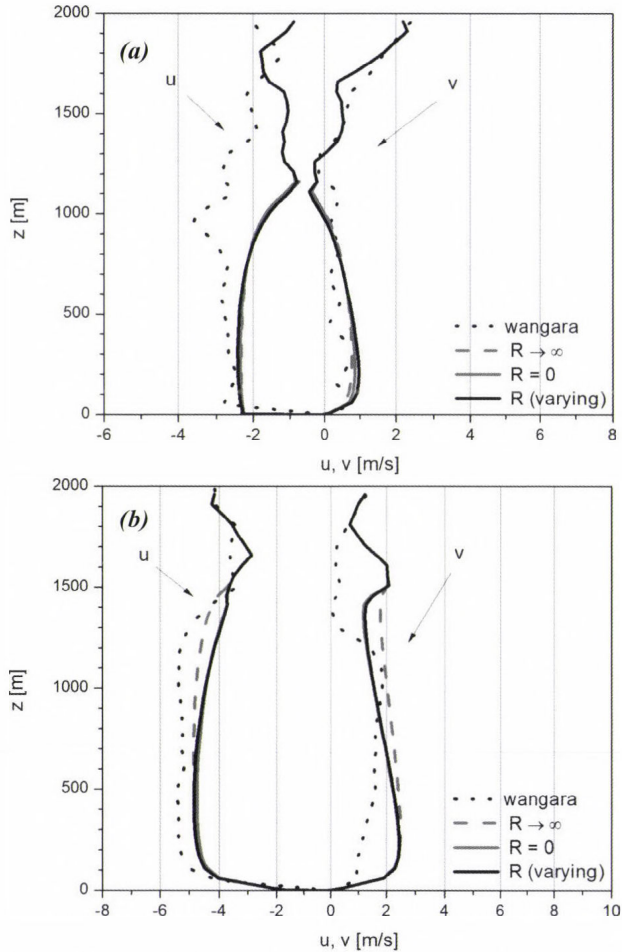 2000
(a)
u
v
1500
z [m]
1000
500
wangara
R → ∞
R = 0
R (varying)
0
-6 -4 -2 0 2 4 6 8
u, v [m/s]
2000
(b)
u
v
1500
z [m]
1000
500
wangara
R → ∞
R = 0
R (varying)
0
-8 -6 -4 -2 0 2 4 6 8 10
u, v [m/s]